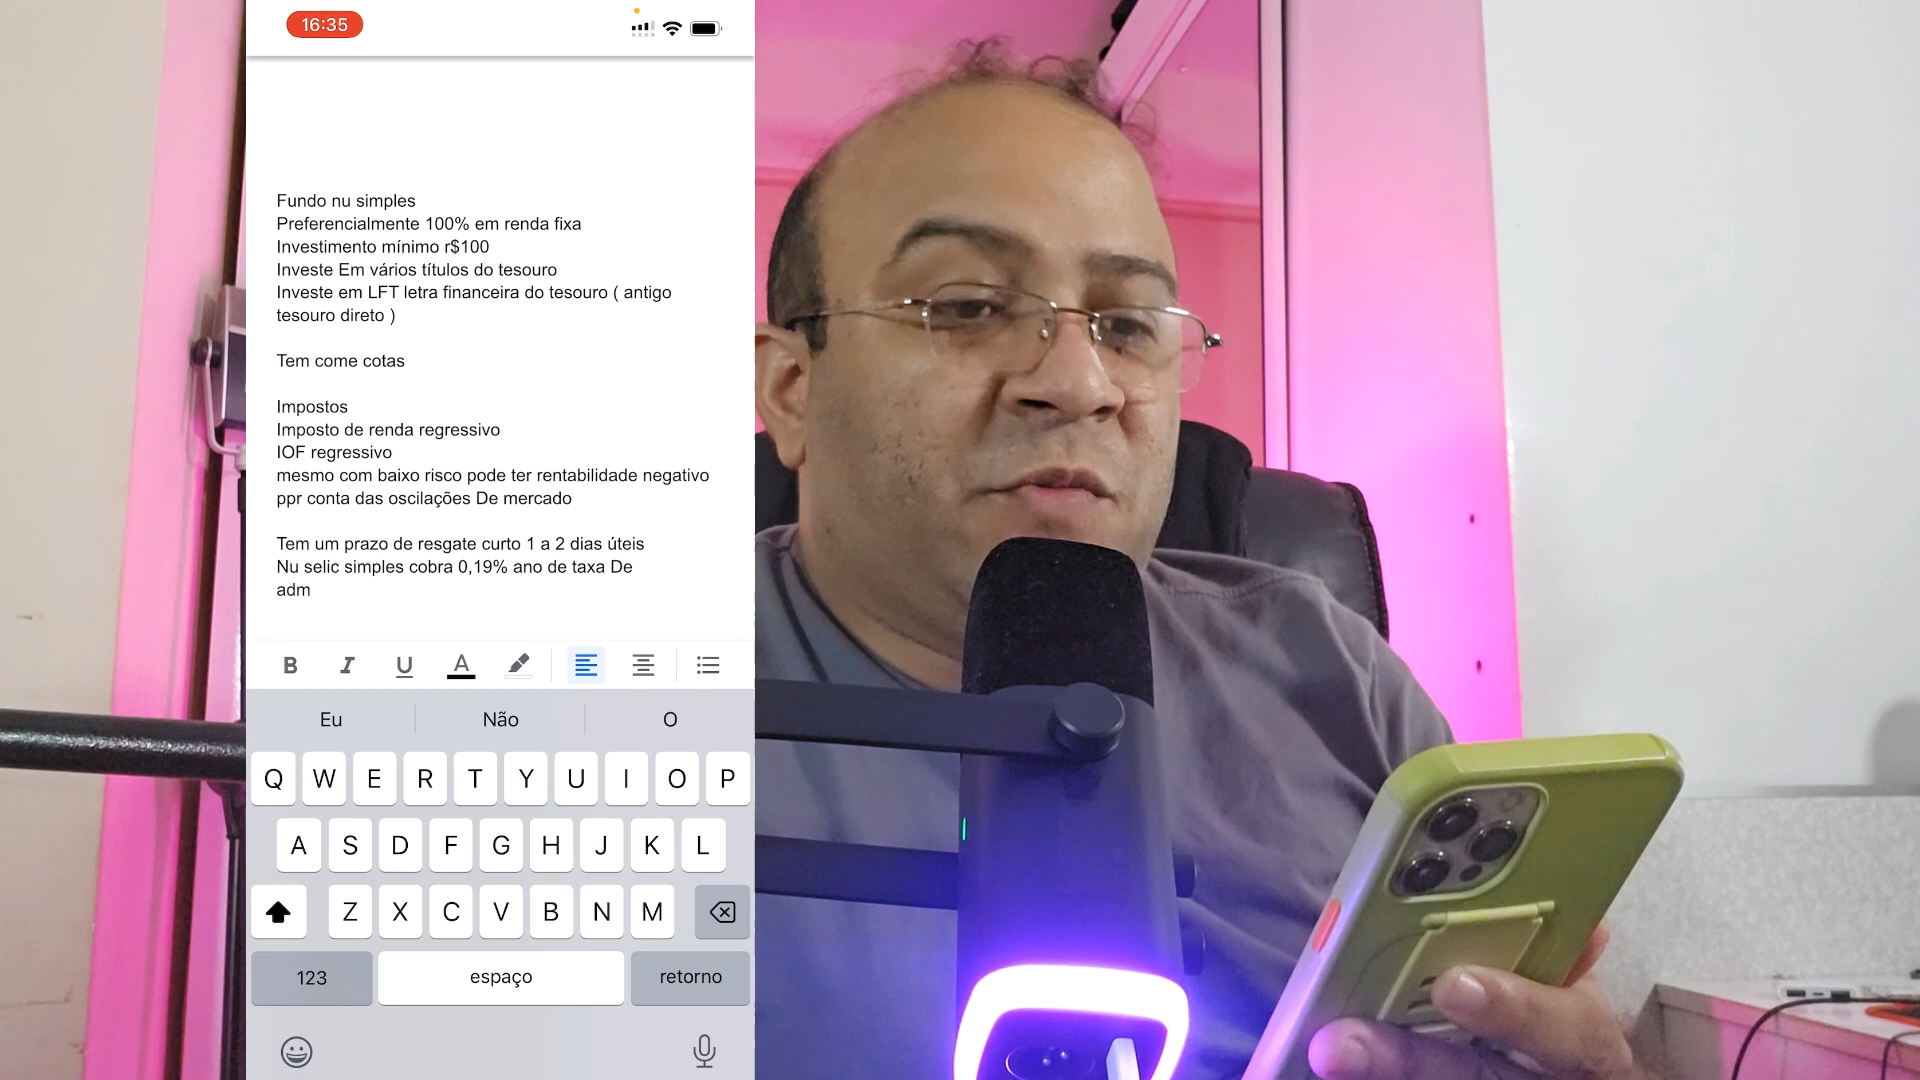 16:35
Fundo nu simples
Preferencialmente 100% em renda fixa
Investimento mínimo r$100
Investe Em vários títulos do tesouro
Investe em LFT letra financeira do tesouro ( antigo
tesouro direto )
Tem come cotas
Impostos
Imposto de renda regressivo
IOF regressivo
mesmo com baixo risco pode ter rentabilidade negativo
ppr conta das oscilações De mercado
Tem um prazo de resgate curto 1 a 2 dias úteis
Nu selic simples cobra 0,19% ano de taxa De
adm
B I U A
Eu Não O
Q W E R T Y U I O P
A S D F G H J K L
Z X C V B N M
123 espaço retorno